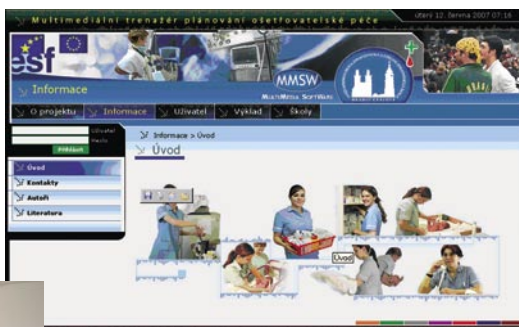 Multimediální trenažér plánování ošetřovatelské péče
úterý 12. června 2007 07:16
esf
MMSW
MultiMedia SoftWare
Informace
O projektu
Informace
Uživatel
Výklad
Školy
Uživatel
Heslo
Přihlásit
Informace > Úvod
Úvod
Úvod
Kontakty
Autoři
Literatura
Úvod